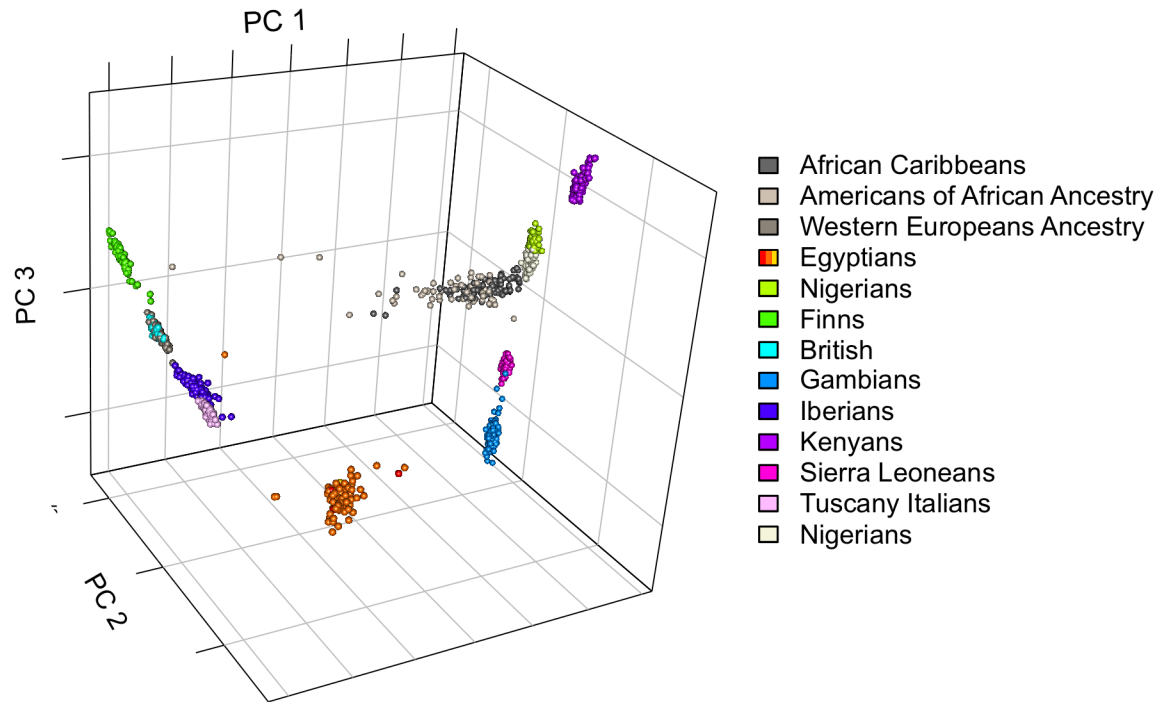 PC 1
PC 3
PC 2
African Caribbeans
Americans of African Ancestry
Western Europeans Ancestry
Egyptians
Nigerians
Finns
British
Gambians
Iberians
Kenyans
Sierra Leoneans
Tuscany Italians
Nigerians